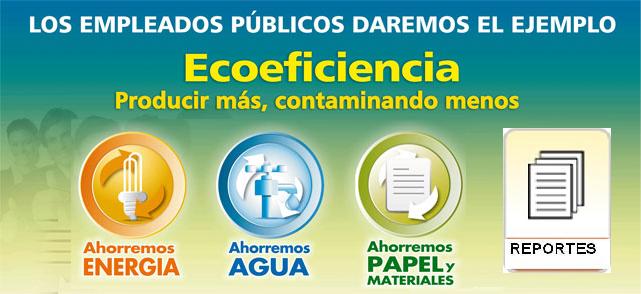 LOS EMPLEADOS PÚBLICOS DAREMOS EL EJEMPLO
Ecoeficiencia
Producir más, contaminando menos
Ahorremos
ENERGIA
Ahorremos
AGUA
Ahorremos
PAPEL y
MATERIALES
REPORTES